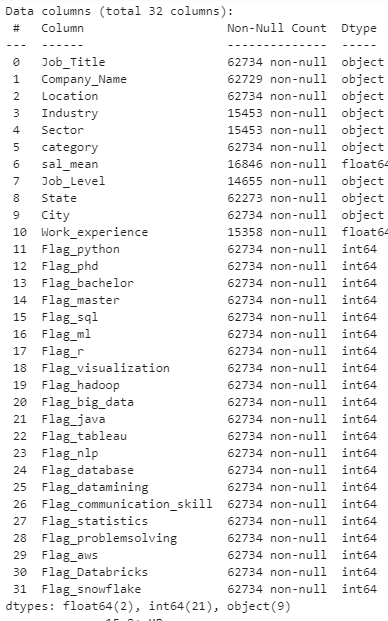 Data columns (total 32 columns):
 #   Column                    Non-Null Count  Dtype
---  ------                    --------------  -----
 0   Job_Title                 62734 non-null  object
 1   Company_Name              62729 non-null  object
 2   Location                  62734 non-null  object
 3   Industry                  15453 non-null  object
 4   Sector                    15453 non-null  object
 5   category                  62734 non-null  object
 6   sal_mean                  16846 non-null  float64
 7   Job_Level                 14655 non-null  object
 8   State                     62273 non-null  object
 9   City                      62734 non-null  object
 10  Work_experience           15358 non-null  float64
 11  Flag_python               62734 non-null  int64
 12  Flag_phd                  62734 non-null  int64
 13  Flag_bachelor             62734 non-null  int64
 14  Flag_master               62734 non-null  int64
 15  Flag_sql                  62734 non-null  int64
 16  Flag_ml                   62734 non-null  int64
 17  Flag_r                    62734 non-null  int64
 18  Flag_visualization        62734 non-null  int64
 19  Flag_hadoop               62734 non-null  int64
 20  Flag_big_data             62734 non-null  int64
 21  Flag_java                 62734 non-null  int64
 22  Flag_tableau              62734 non-null  int64
 23  Flag_nlp                  62734 non-null  int64
 24  Flag_database             62734 non-null  int64
 25  Flag_datamining           62734 non-null  int64
 26  Flag_communication_skill  62734 non-null  int64
 27  Flag_statistics           62734 non-null  int64
 28  Flag_problemsolving       62734 non-null  int64
 29  Flag_aws                  62734 non-null  int64
 30  Flag_Databricks           62734 non-null  int64
 31  Flag_snowflake            62734 non-null  int64
dtypes: float64(2), int64(21), object(9)